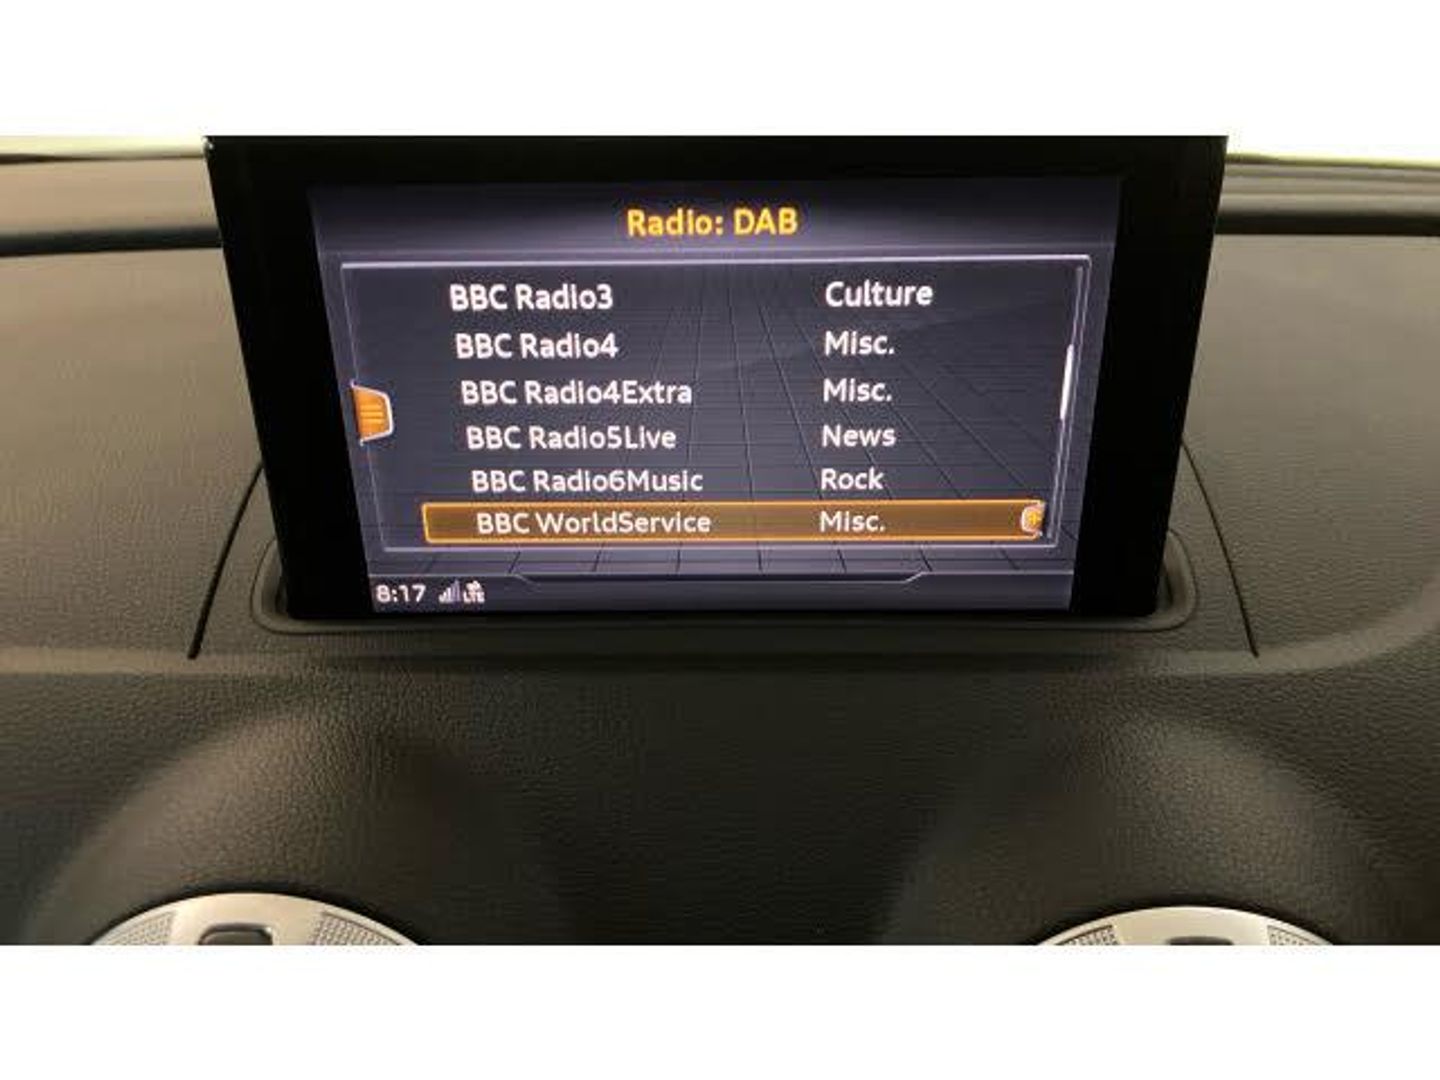 Radio: DAB
BBC Radio3 Culture
BBC Radio4 Misc.
BBC Radio4Extra Misc.
BBC Radio5Live News
BBC Radio6Music Rock
BBC WorldService Misc.
8:17 LTE